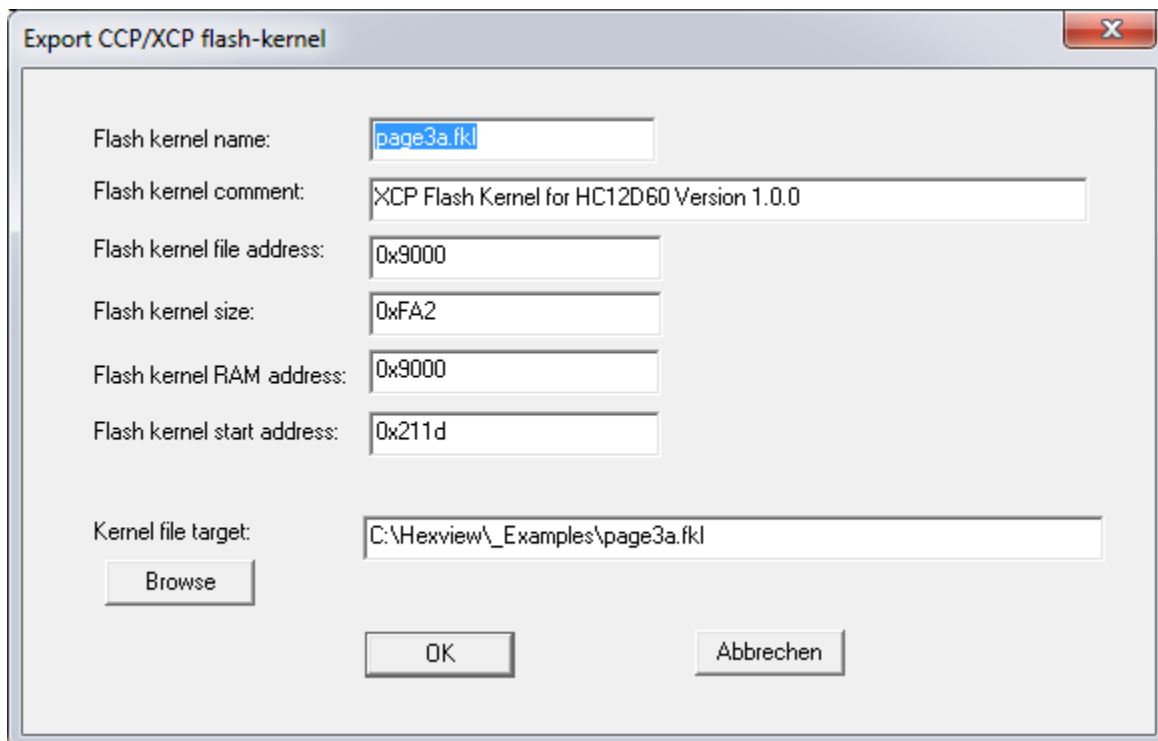 Export CCP/XCP flash-kernel
Flash kernel name: page3a.fkl
Flash kernel comment: XCP Flash Kernel for HC12D60 Version 1.0.0
Flash kernel file address: 0x9000
Flash kernel size: 0xFA2
Flash kernel RAM address: 0x9000
Flash kernel start address: 0x211d
Kernel file target: C:\Hexview\_Examples\page3a.fkl
Browse
OK Abbrechen